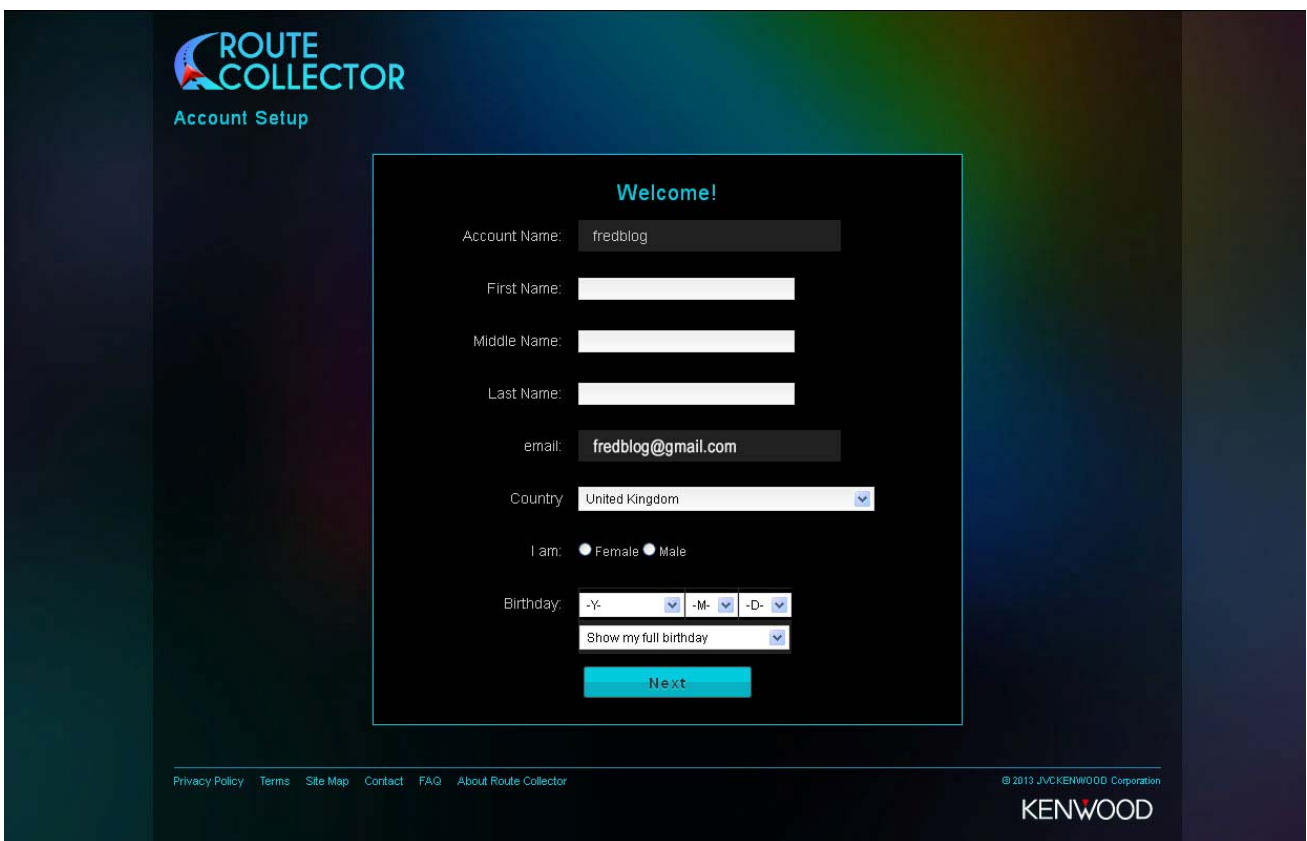 ROUTE
COLLECTOR
Account Setup
Welcome!
Account Name: fredblog
First Name:
Middle Name:
Last Name:
email: fredblog@gmail.com
Country United Kingdom
I am: Female Male
Birthday: -Y- -M- -D-
Show my full birthday
Next
Privacy Policy Terms Site Map Contact FAQ About Route Collector © 2013 JVCKENWOOD Corporation
KENWOOD